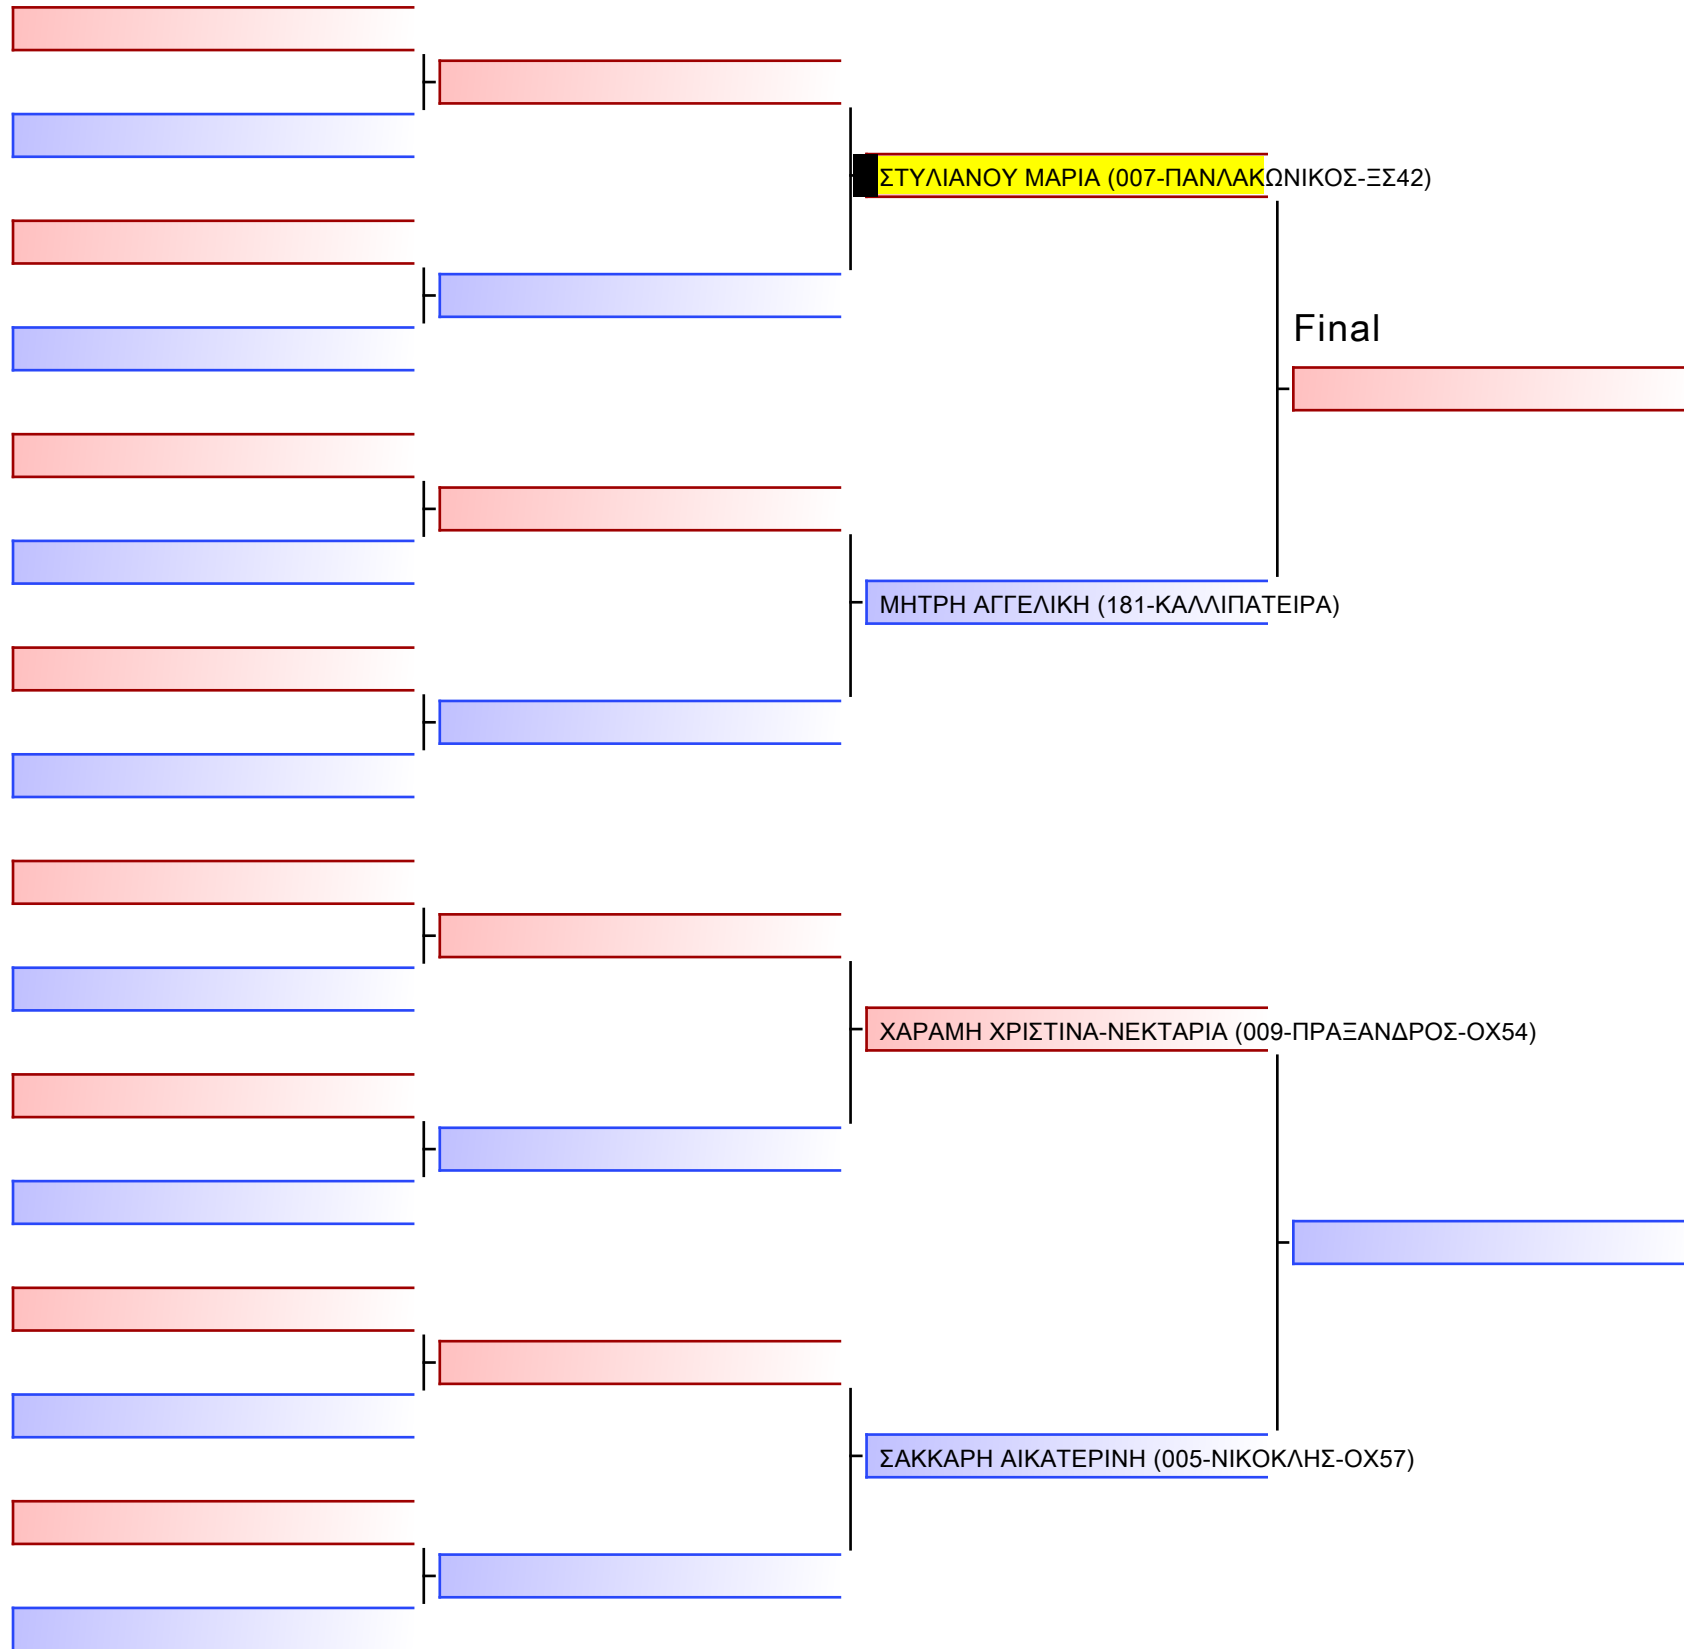 ΣΤΥΛΙΑΝΟΥ ΜΑΡΙΑ (007-ΠΑΝΛΑΚΩΝΙΚΟΣ-ΞΣ42)
Final
ΜΗΤΡΗ ΑΓΓΕΛΙΚΗ (181-ΚΑΛΛΙΠΑΤΕΙΡΑ)
ΧΑΡΑΜΗ ΧΡΙΣΤΙΝΑ-ΝΕΚΤΑΡΙΑ (009-ΠΡΑΞΑΝΔΡΟΣ-ΟΧ54)
ΣΑΚΚΑΡΗ ΑΙΚΑΤΕΡΙΝΗ (005-ΝΙΚΟΚΛΗΣ-ΟΧ57)